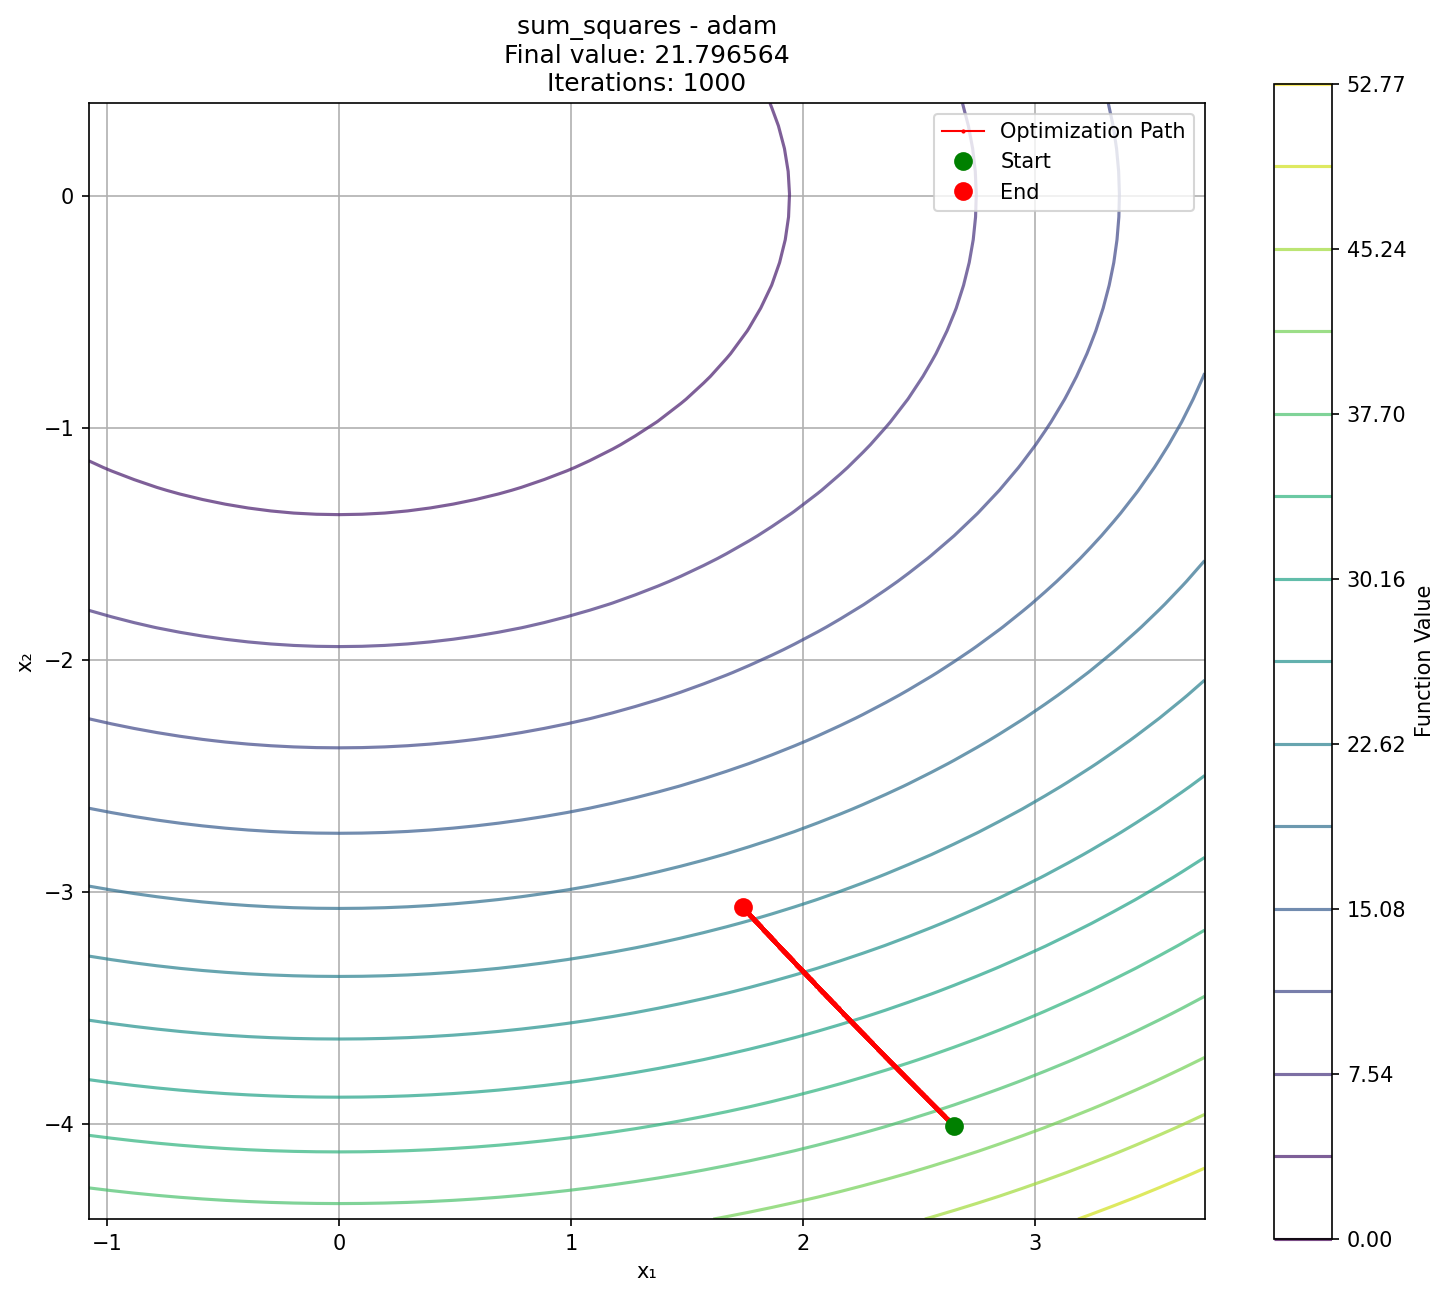 sum_squares - adam
Final value: 21.796564
Iterations: 1000
Optimization Path
Start
End
0
−1
−2
−3
−4
x₂
−1
0
1
2
3
x₁
52.77
45.24
37.70
30.16
22.62
15.08
7.54
0.00
Function Value